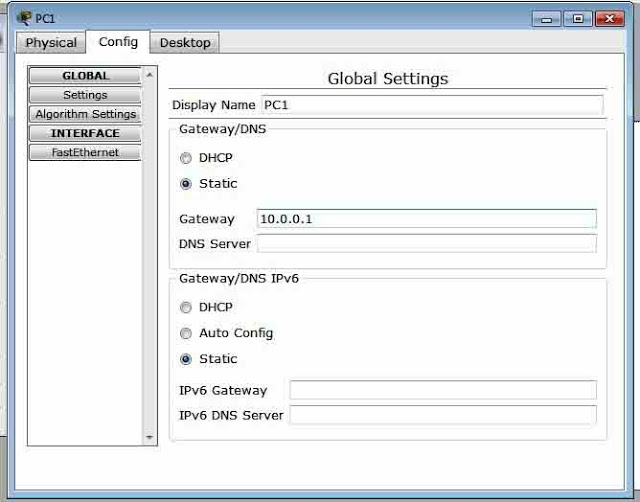 PC1
Physical Config Desktop
GLOBAL
Settings
Algorithm Settings
INTERFACE
FastEthernet
Global Settings
Display Name PC1
Gateway/DNS
DHCP
Static
Gateway 10.0.0.1
DNS Server
Gateway/DNS IPv6
DHCP
Auto Config
Static
IPv6 Gateway
IPv6 DNS Server